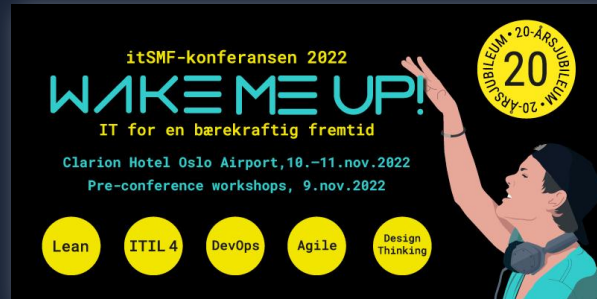 itSMF-konferansen 2022
WAKE ME UP!
IT for en bærekraftig fremtid
Clarion Hotel Oslo Airport,10.–11.nov.2022
Pre-conference workshops, 9.nov.2022
20-ÅRSJUBILEUM • 20-ÅRSJUBILEUM •
20
Lean
ITIL 4
DevOps
Agile
Design
Thinking